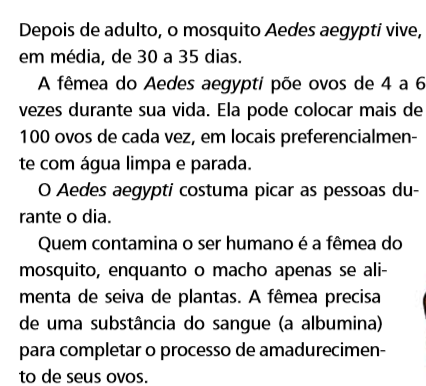 Depois de adulto, o mosquito Aedes aegypti vive,
em média, de 30 a 35 dias.
A fêmea do Aedes aegypti põe ovos de 4 a 6
vezes durante sua vida. Ela pode colocar mais de
100 ovos de cada vez, em locais preferencialmen-
te com água limpa e parada.
O Aedes aegypti costuma picar as pessoas du-
rante o dia.
Quem contamina o ser humano é a fêmea do
mosquito, enquanto o macho apenas se ali-
menta de seiva de plantas. A fêmea precisa
de uma substância do sangue (a albumina)
para completar o processo de amadurecimen-
to de seus ovos.